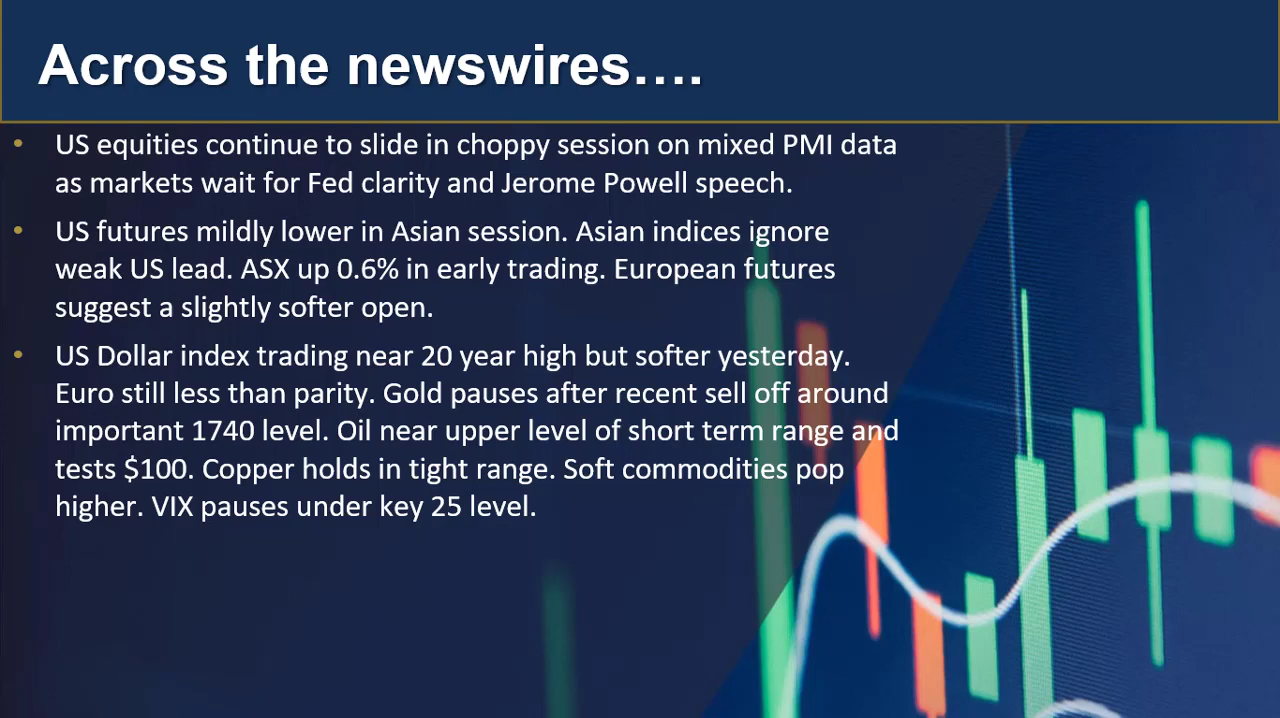 Across the newswires….
• US equities continue to slide in choppy session on mixed PMI data
as markets wait for Fed clarity and Jerome Powell speech.
• US futures mildly lower in Asian session. Asian indices ignore
weak US lead. ASX up 0.6% in early trading. European futures
suggest a slightly softer open.
• US Dollar index trading near 20 year high but softer yesterday.
Euro still less than parity. Gold pauses after recent sell off around
important 1740 level. Oil near upper level of short term range and
tests $100. Copper holds in tight range. Soft commodities pop
higher. VIX pauses under key 25 level.